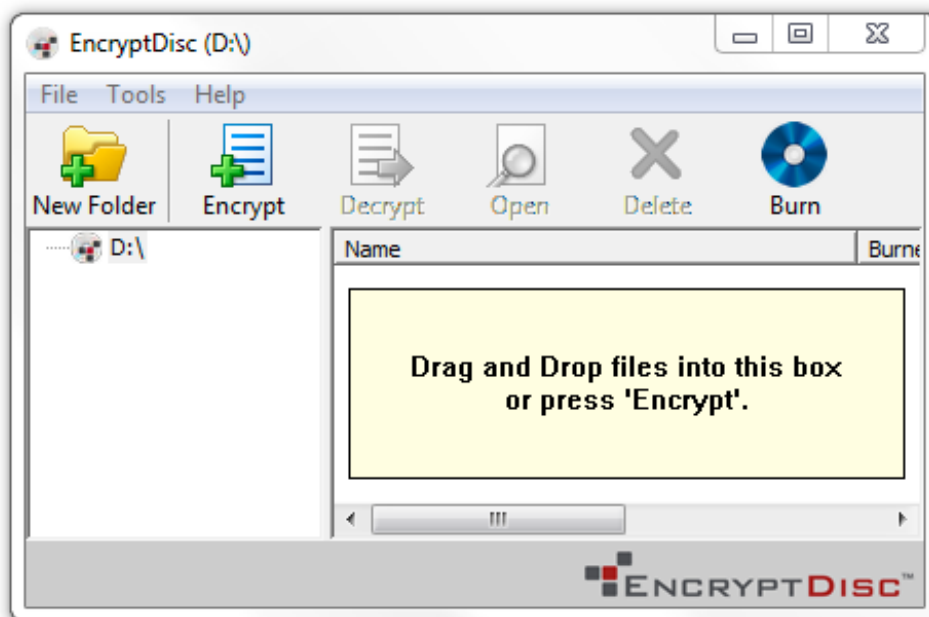 EncryptDisc (D:\)
File Tools Help
New Folder Encrypt Decrypt Open Delete Burn
D:\
Name
Drag and Drop files into this box
or press 'Encrypt'.
ENCRYPTDISC™